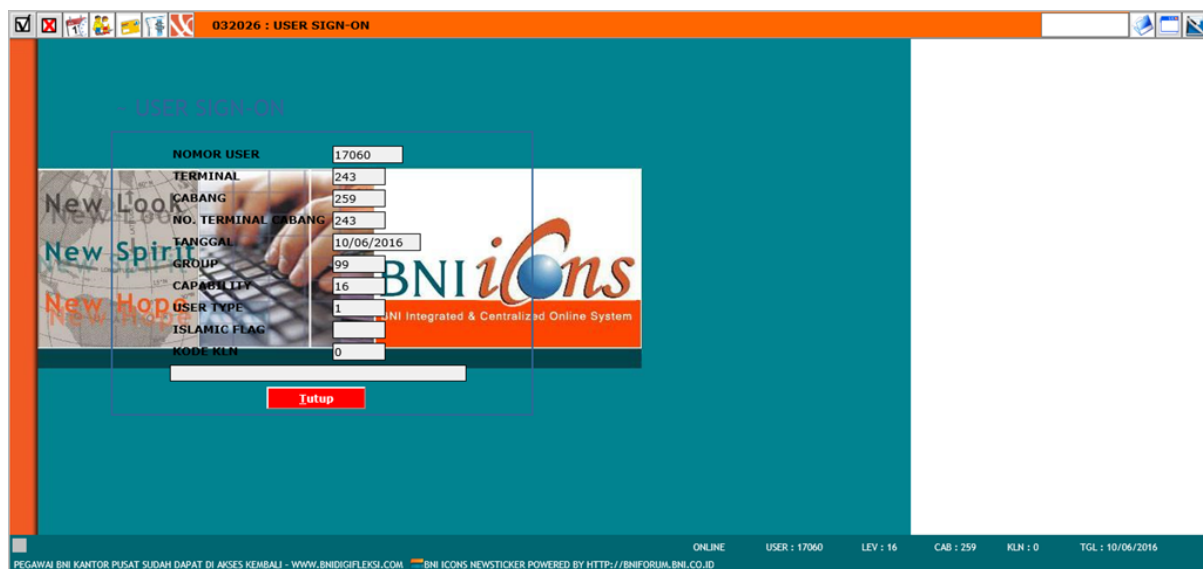 032026 : USER SIGN-ON
- USER SIGN-ON
NOMOR USER 17060
TERMINAL 243
CABANG 259
NO. TERMINAL CABANG 243
TANGGAL 10/06/2016
GROUP 99
CAPABILITY 16
USER TYPE 1
ISLAMIC FLAG
KODE KLN 0
Tutup
New Look
New Spirit
New Hope
BNI icons
BNI Integrated & Centralized Online System
ONLINE USER : 17060 LEV : 16 CAB : 259 KLN : 0 TGL : 10/06/2016
PEGAWAI BNI KANTOR PUSAT SUDAH DAPAT DI AKSES KEMBALI - WWW.BNIDIGIFLEKSI.COM BNI ICONS NEWSTICKER POWERED BY HTTP://BNIFORUM.BNI.CO.ID